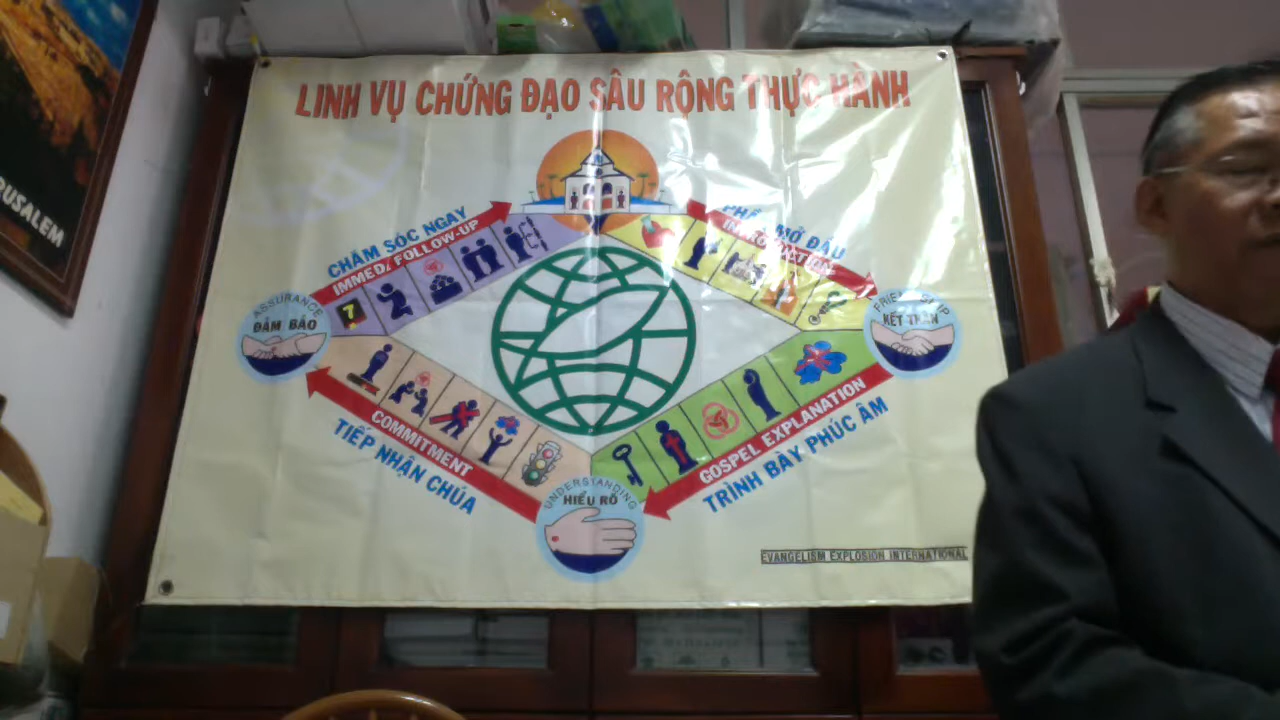 LINH VỤ CHỨNG ĐẠO SÂU RỘNG THỰC HÀNH
CHĂM SÓC NGAY
IMMED/ FOLLOW-UP
MỞ ĐẦU
ASSURANCE
ĐẢM BẢO
7
KẾT THÂN
COMMITMENT
TIẾP NHẬN CHÚA
GOSPEL EXPLANATION
TRÌNH BÀY PHÚC ÂM
UNDERSTANDING
HIỂU RÕ
EVANGELISM EXPLOSION INTERNATIONAL
RUSALEM